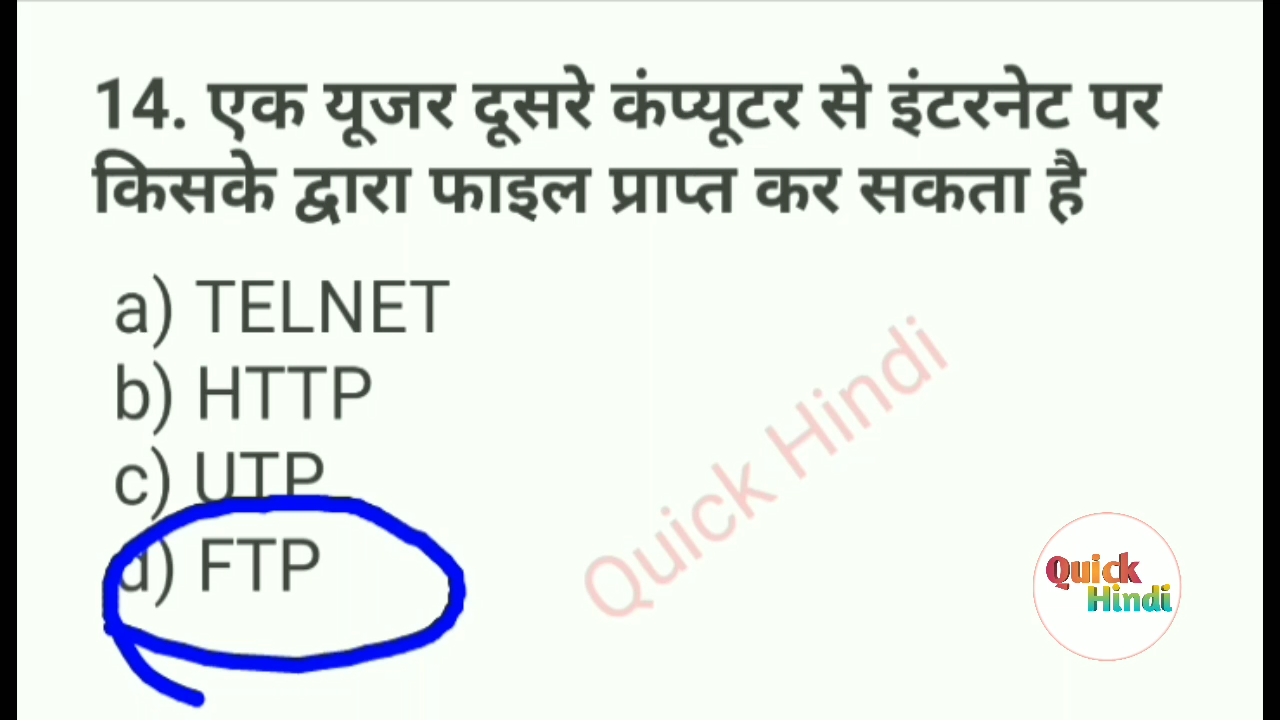 14. एक यूजर दूसरे कंप्यूटर से इंटरनेट पर
किसके द्वारा फाइल प्राप्त कर सकता है
a) TELNET
b) HTTP
c) UTP
d) FTP
Quick Hindi
Quick
Hindi